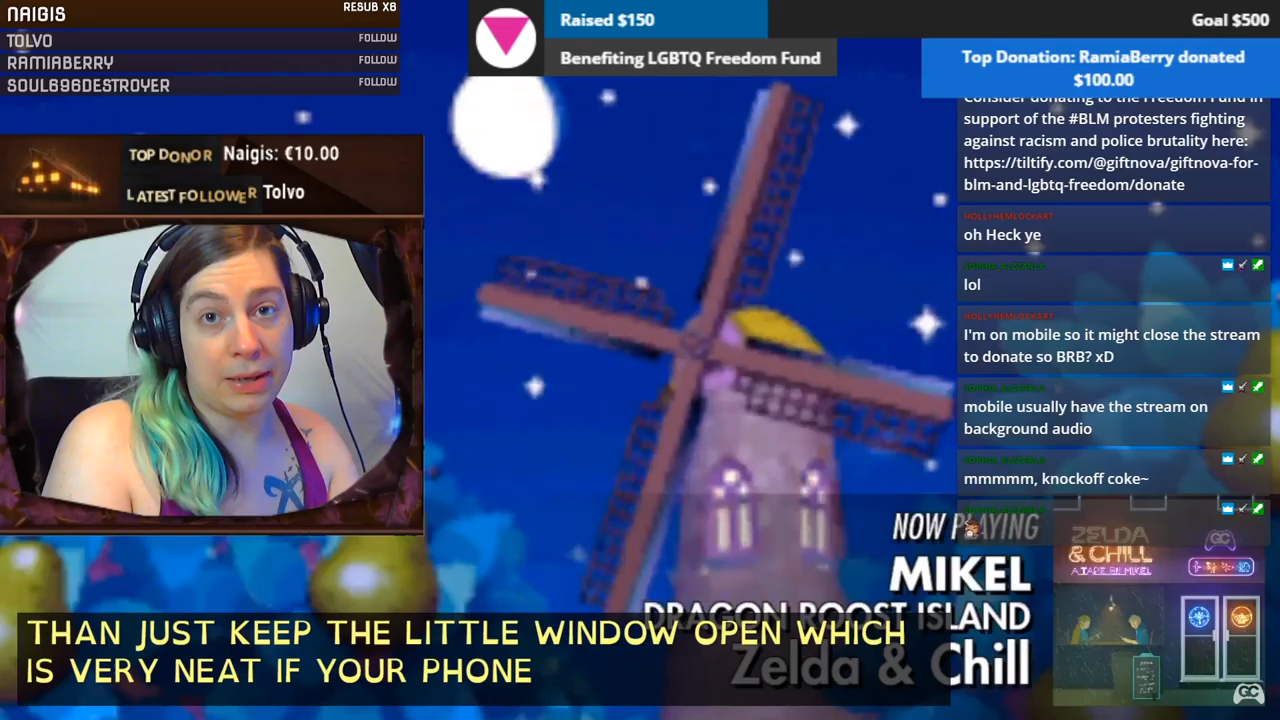 NAIGIS
RESUB X6
TOLVO
FOLLOW
RAMIABERRY
FOLLOW
SOUL696DESTROYER
FOLLOW
Raised $150
Goal $500
Benefiting LGBTQ Freedom Fund
Top Donation: RamiaBerry donated
$100.00
TOP DONOR Naigis: €10.00
LATEST FOLLOWER Tolvo
Consider donating to the Freedom Fund in
support of the #BLM protesters fighting
against racism and police brutality here:
https://tiltify.com/@giftnova/giftnova-for-
blm-and-lgbtq-freedom/donate
HOLLYHEMLOCKART
oh Heck ye
lol
HOLLYHEMLOCKART
I'm on mobile so it might close the stream
to donate so BRB? xD
mobile usually have the stream on
background audio
mmmmm, knockoff coke~
NOW PLAYING
MIKEL
DRAGON ROOST ISLAND
Zelda & Chill
ZELDA
& CHILL
A TAPE BY MIKEL
GC
GC
THAN JUST KEEP THE LITTLE WINDOW OPEN WHICH
IS VERY NEAT IF YOUR PHONE